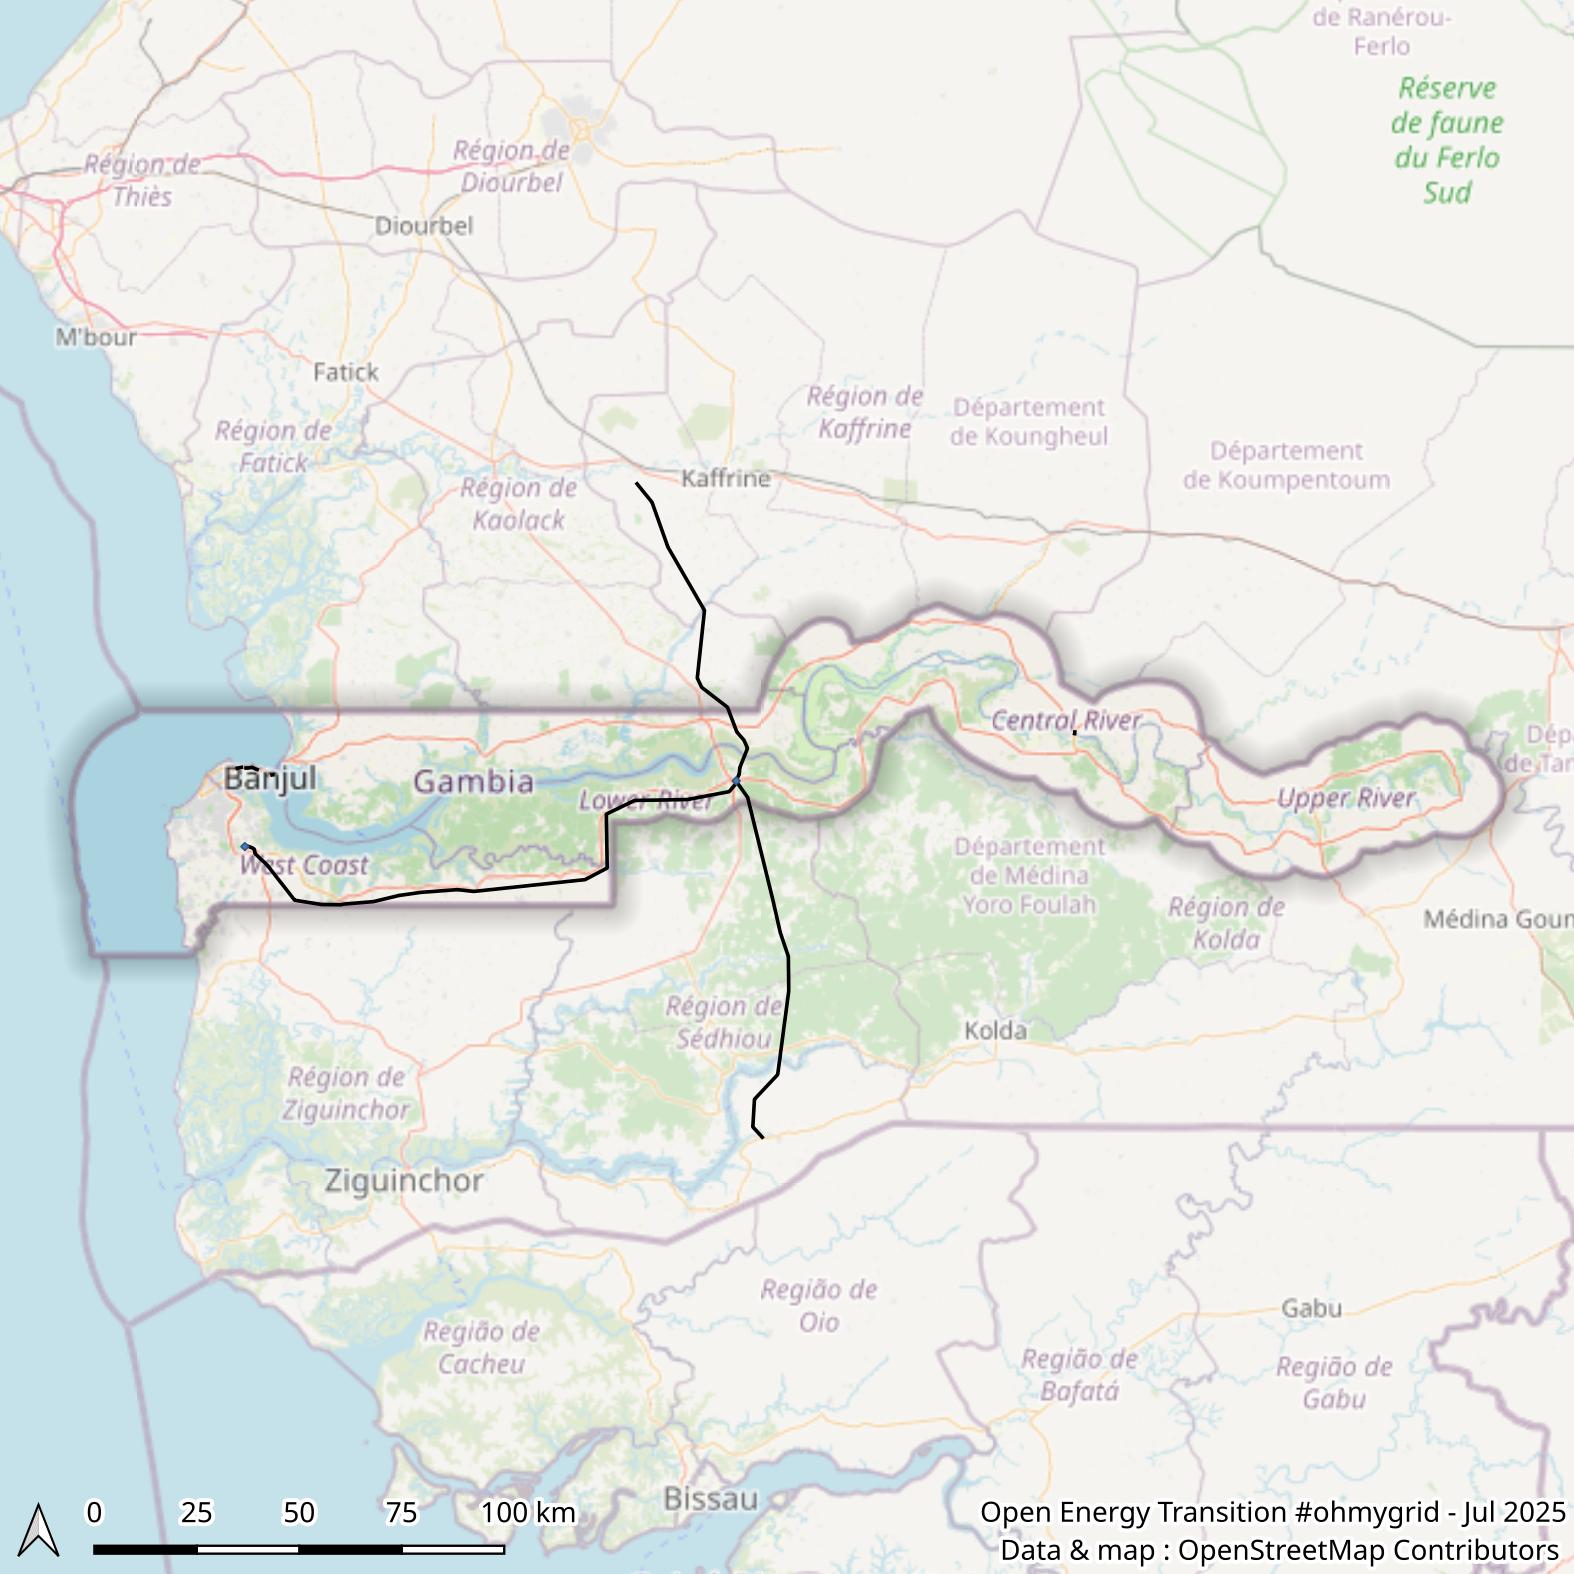 de Ranérou-
Ferlo
Réserve
de faune
du Ferlo
Sud
Région de
Thiès
Région de
Diourbel
Diourbel
M'bour
Fatick
Région de
Fatick
Région de
Kaffrine
Département
de Koungheul
Département
de Koumpentoum
Kaffrine
Région de
Kaolack
Central River
Dép
de Tam
Banjul
Gambia
Lower River
Upper River
West Coast
Département
de Médina
Yoro Foulah
Région de
Kolda
Médina Goun
Région de
Sédhiou
Kolda
Région de
Ziguinchor
Ziguinchor
Região de
Oio
Gabu
Região de
Cacheu
Região de
Bafatá
Região de
Gabu
Bissau
0 25 50 75 100 km
Open Energy Transition #ohmygrid - Jul 2025
Data & map : OpenStreetMap Contributors